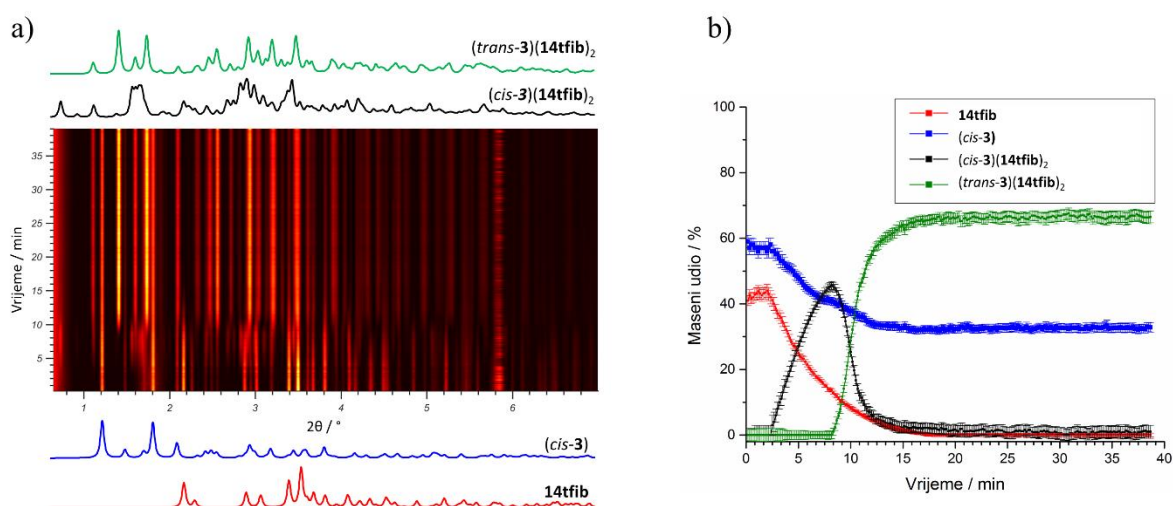 a)
(trans-3)(14tfib)₂
(cis-3)(14tfib)₂
Vrijeme / min
35
30
25
20
15
10
5
1 2 3 4 5 6
2θ / °
(cis-3)
14tfib
b)
Maseni udio / %
100
80
60
40
20
0
14tfib
(cis-3)
(cis-3)(14tfib)₂
(trans-3)(14tfib)₂
0 5 10 15 20 25 30 35 40
Vrijeme / min